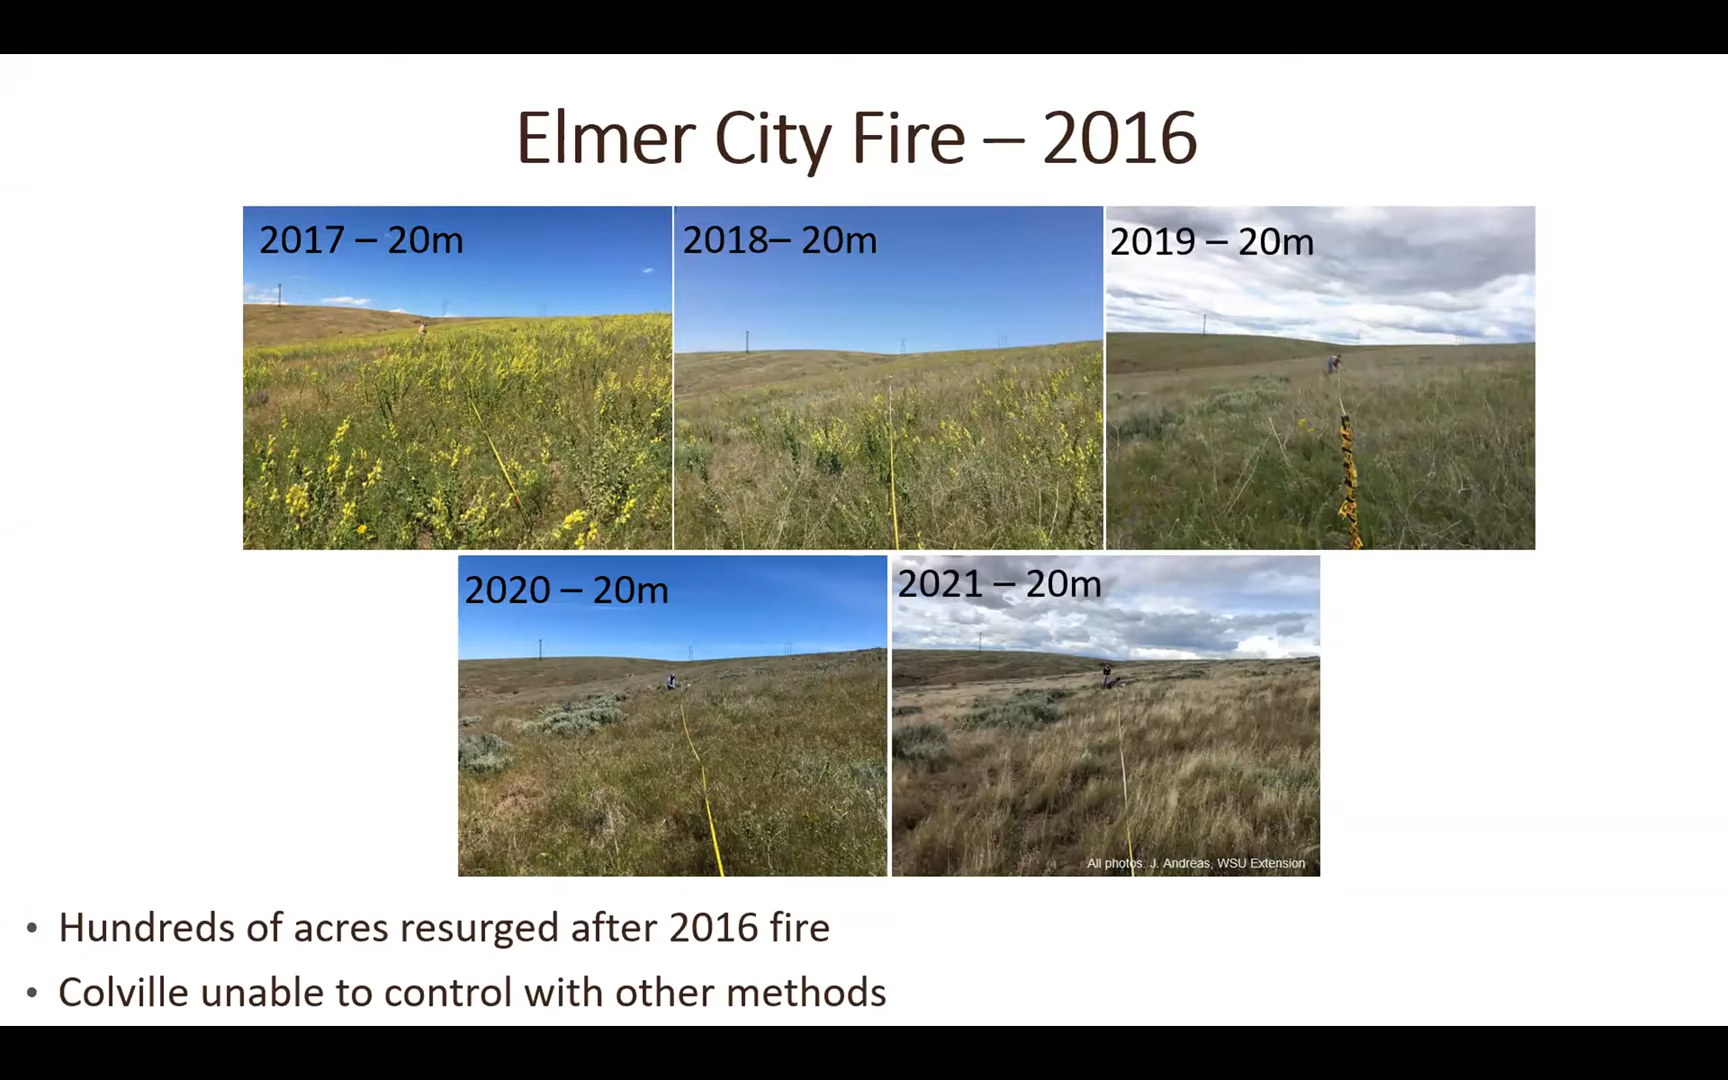 Elmer City Fire – 2016
2017 – 20m
2018– 20m
2019 – 20m
2020 – 20m
2021 – 20m
All photos: J. Andreas, WSU Extension
• Hundreds of acres resurged after 2016 fire
• Colville unable to control with other methods